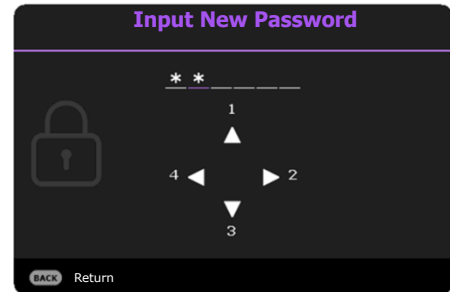 Input New Password
* * _ _ _ _
1
4 2
3
BACK Return